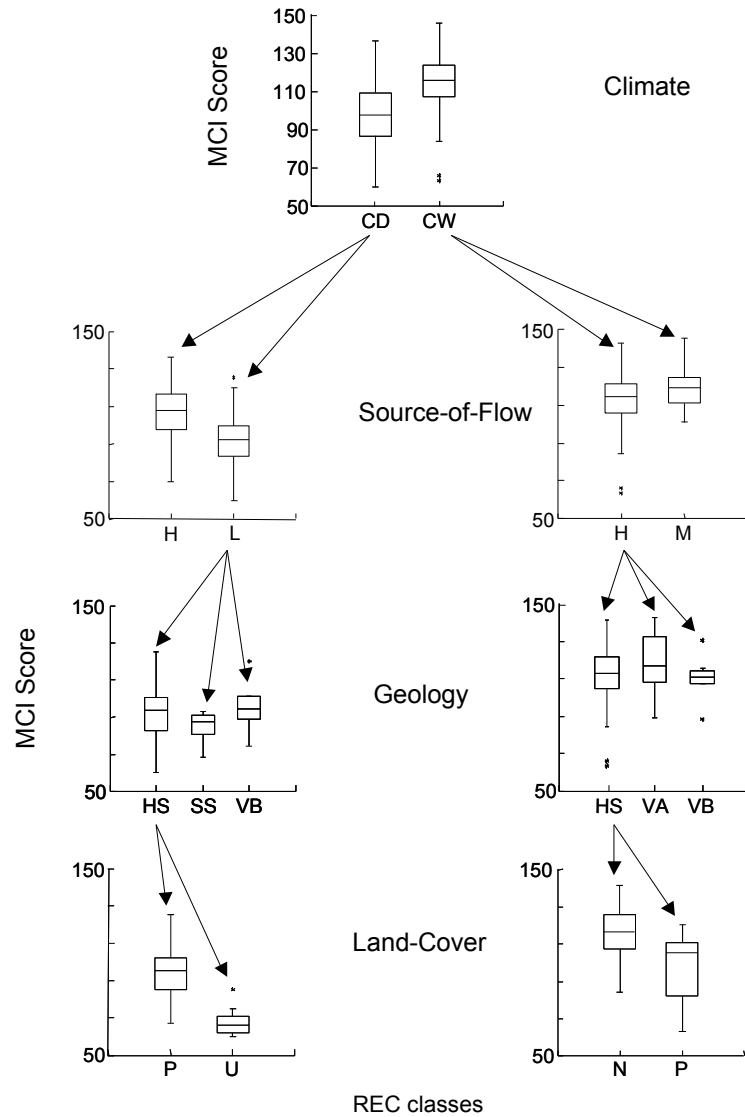 150
130
110
90
70
50
MCI Score
CD CW
Climate
150
50
H L
Source-of-Flow
150
50
H M
150
50
MCI Score
HS SS VB
Geology
150
50
HS VA VB
150
50
P U
Land-Cover
150
50
N P
REC classes